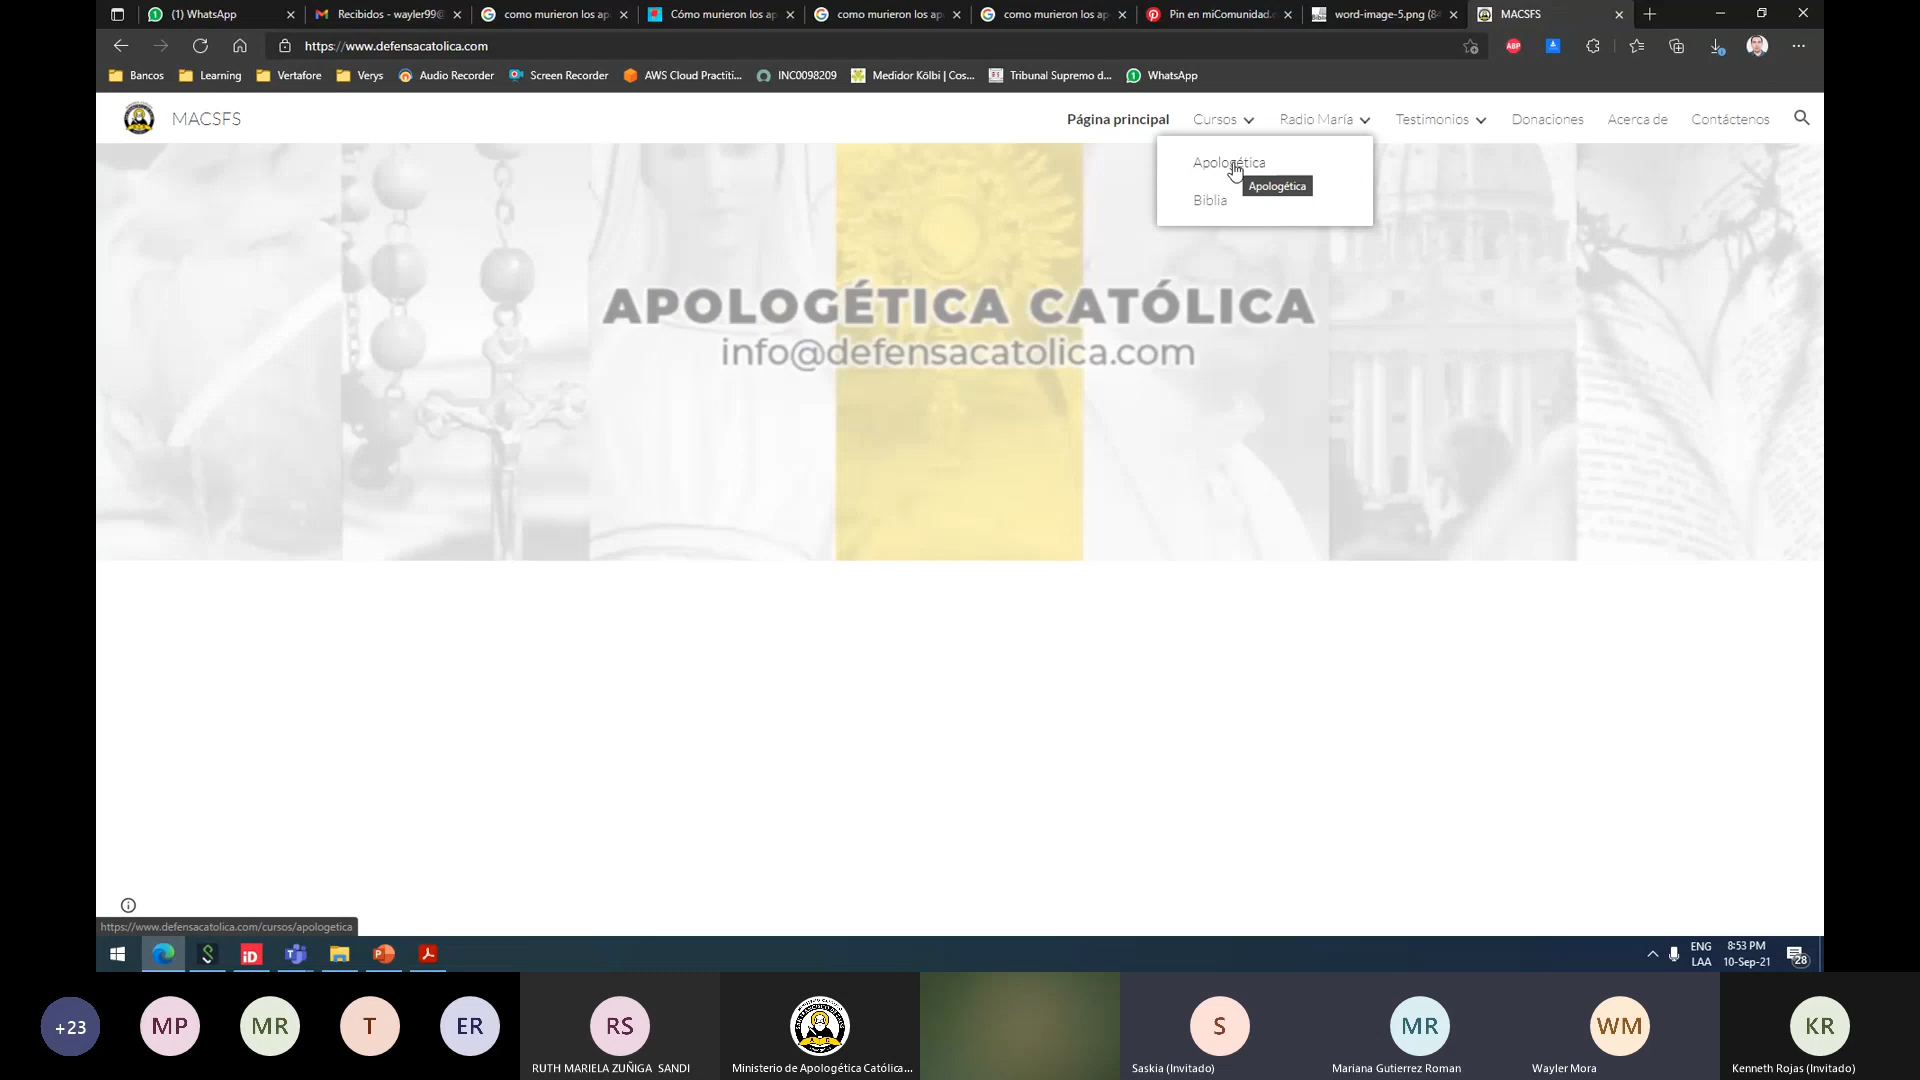 (1) WhatsApp
Recibidos - wayler99@
como murieron los ap
Cómo murieron los ap
como murieron los ap
como murieron los ap
Pin en miComunidad.
word-image-5.png (8
MACSFS
https://www.defensacatolica.com
ABP
Bancos
Learning
Vertafore
Verys
Audio Recorder
Screen Recorder
AWS Cloud Practiti...
INC0098209
Medidor Kölbi | Cos...
Tribunal Supremo d...
WhatsApp
MACSFS
Página principal
Cursos
Radio María
Testimonios
Donaciones
Acerca de
Contáctenos
Apologética
Apologética
Biblia
APOLOGÉTICA CATÓLICA
info@defensacatolica.com
https://www.defensacatolica.com/cursos/apologetica
iD
ENG
LAA
8:53 PM
10-Sep-21
28
+23
MP
MR
T
ER
RS
RUTH MARIELA ZUÑIGA SANDI
Ministerio de Apologética Católica...
S
Saskia (Invitado)
MR
Mariana Gutierrez Roman
WM
Wayler Mora
KR
Kenneth Rojas (Invitado)